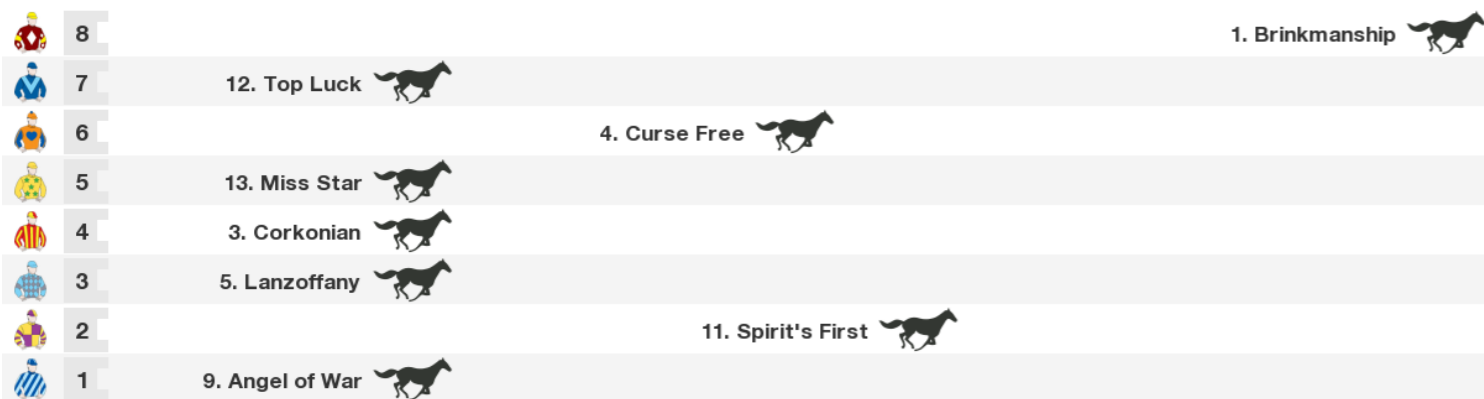 8 1. Brinkmanship
7 12. Top Luck
6 4. Curse Free
5 13. Miss Star
4 3. Corkonian
3 5. Lanzoffany
2 11. Spirit's First
1 9. Angel of War